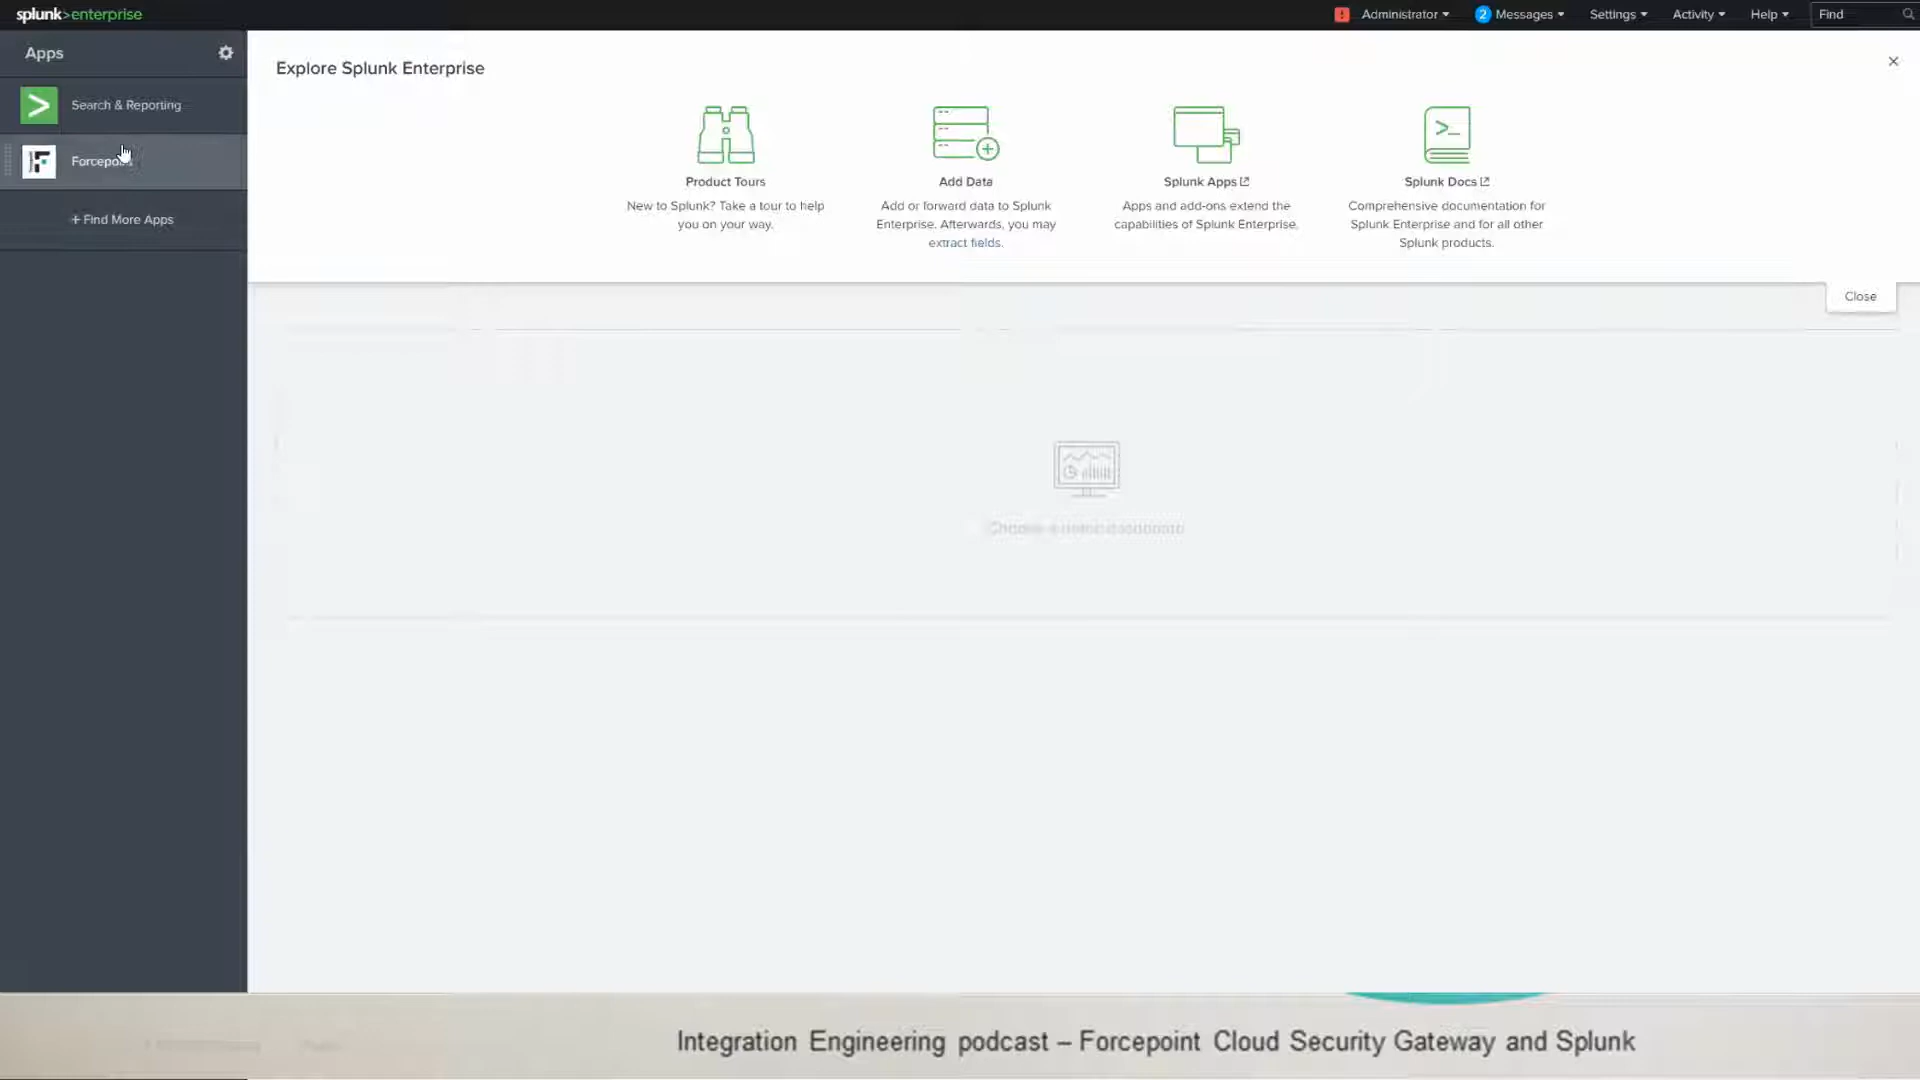 splunk>enterprise
Administrator
2
Messages
Settings
Activity
Help
Find
Apps
Search & Reporting
+ Find More Apps
Explore Splunk Enterprise
Product Tours
New to Splunk? Take a tour to help
you on your way.
Add Data
Add or forward data to Splunk
Enterprise. Afterwards, you may
extract fields.
Splunk Apps
Apps and add-ons extend the
capabilities of Splunk Enterprise.
Splunk Docs
Comprehensive documentation for
Splunk Enterprise and for all other
Splunk products.
Close
Integration Engineering podcast – Forcepoint Cloud Security Gateway and Splunk